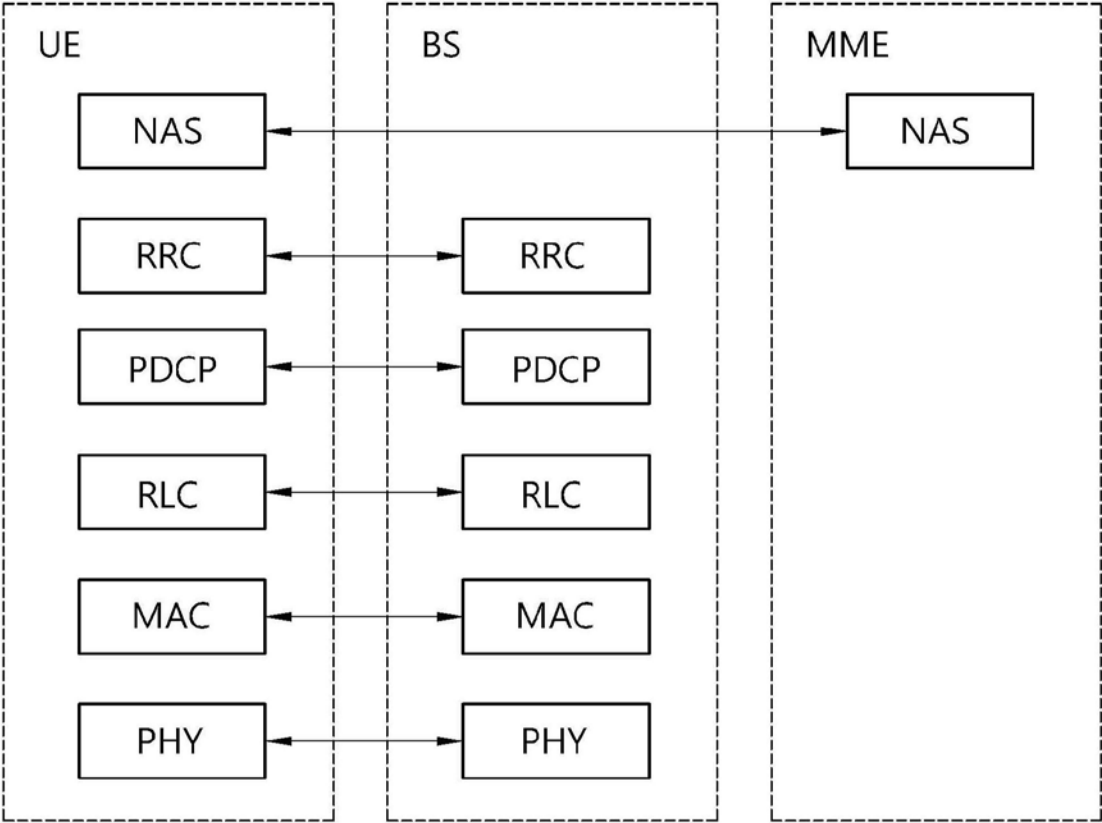 UE BS MME
NAS NAS
RRC RRC
PDCP PDCP
RLC RLC
MAC MAC
PHY PHY